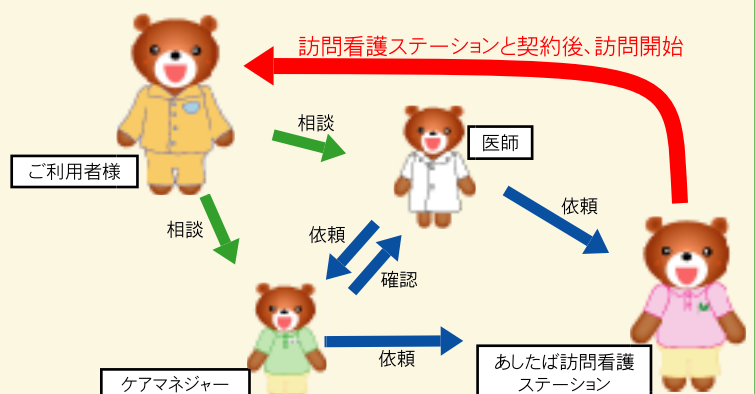 訪問看護ステーションと契約後、訪問開始
相談
医師
ご利用者様
依頼
相談
依頼
確認
依頼
あしたば訪問看護
ステーション
ケアマネジャー